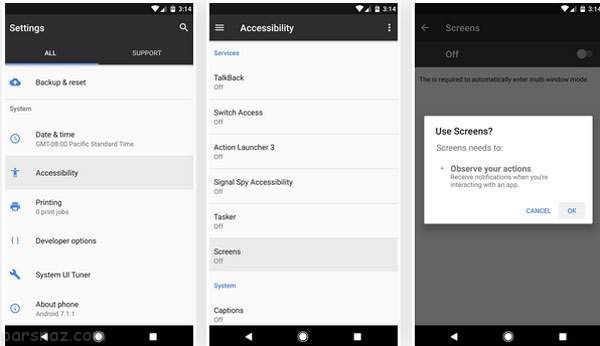 3:14
Settings
ALL
SUPPORT
Backup & reset
System
Date & time
GMT-08:00 Pacific Standard Time
Accessibility
Printing
0 print jobs
Developer options
System UI Tuner
About phone
Android 7.1.1
3:14
Accessibility
Services
TalkBack
Off
Switch Access
Off
Action Launcher 3
Off
Signal Spy Accessibility
Off
Tasker
Off
Screens
Off
System
Captions
Off
3:14
Screens
Off
The is required to automatically enter multi-window mode.
Use Screens?
Screens needs to:
• Observe your actions
Receive notifications when you're
interacting with an app.
CANCEL
OK